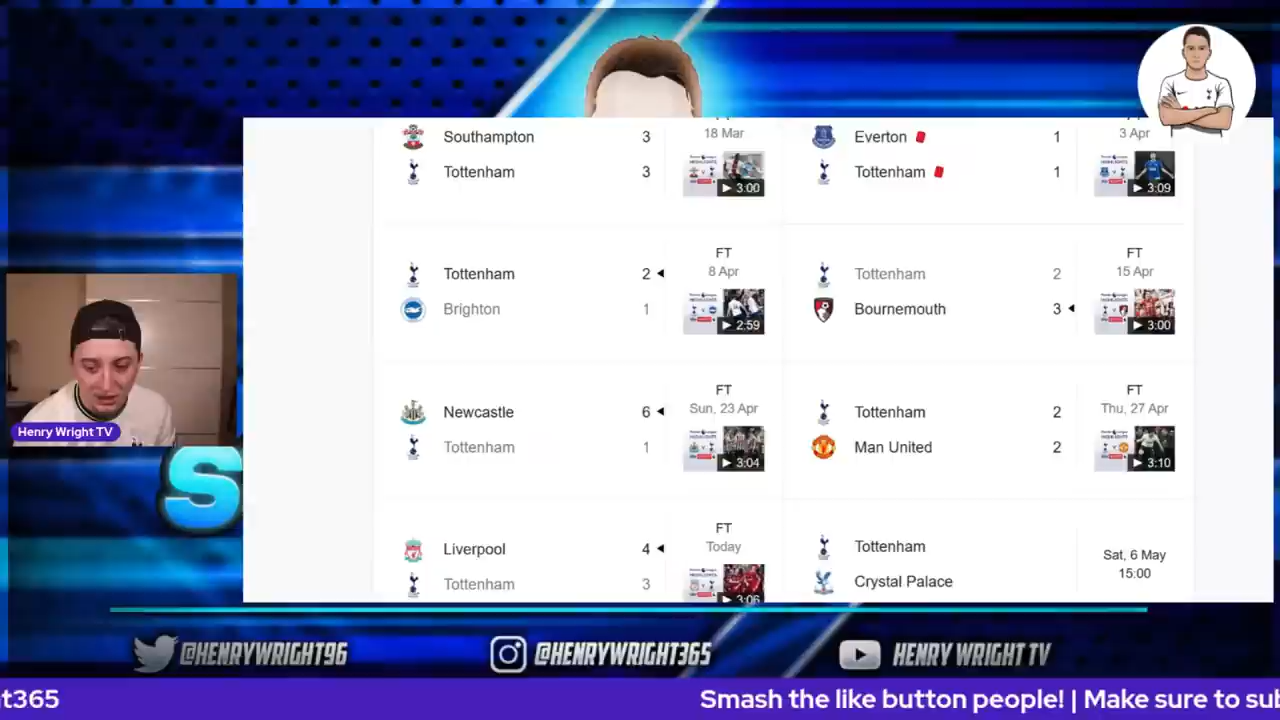 Southampton 3
Tottenham 3
18 Mar
3:00
Everton 1
Tottenham 1
3 Apr
3:09
Tottenham 2
Brighton 1
FT
8 Apr
2:59
Tottenham 2
Bournemouth 3
FT
15 Apr
3:00
Newcastle 6
Tottenham 1
FT
Sun, 23 Apr
3:04
Tottenham 2
Man United 2
FT
Thu, 27 Apr
3:10
Liverpool 4
Tottenham 3
FT
Today
3:06
Tottenham
Crystal Palace
Sat, 6 May
15:00
Henry Wright TV
S
@HENRYWRIGHT96
@HENRYWRIGHT365
HENRY WRIGHT TV
t365
Smash the like button people! | Make sure to sub